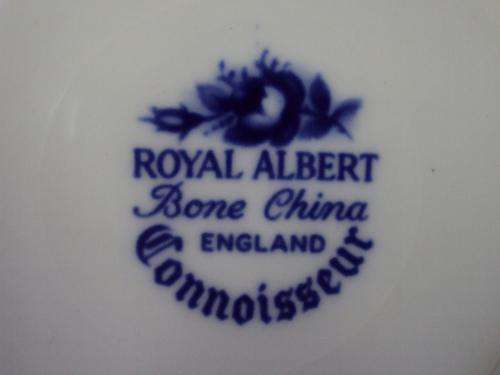 ROYAL ALBERT
Bone China
ENGLAND
Connoisseur